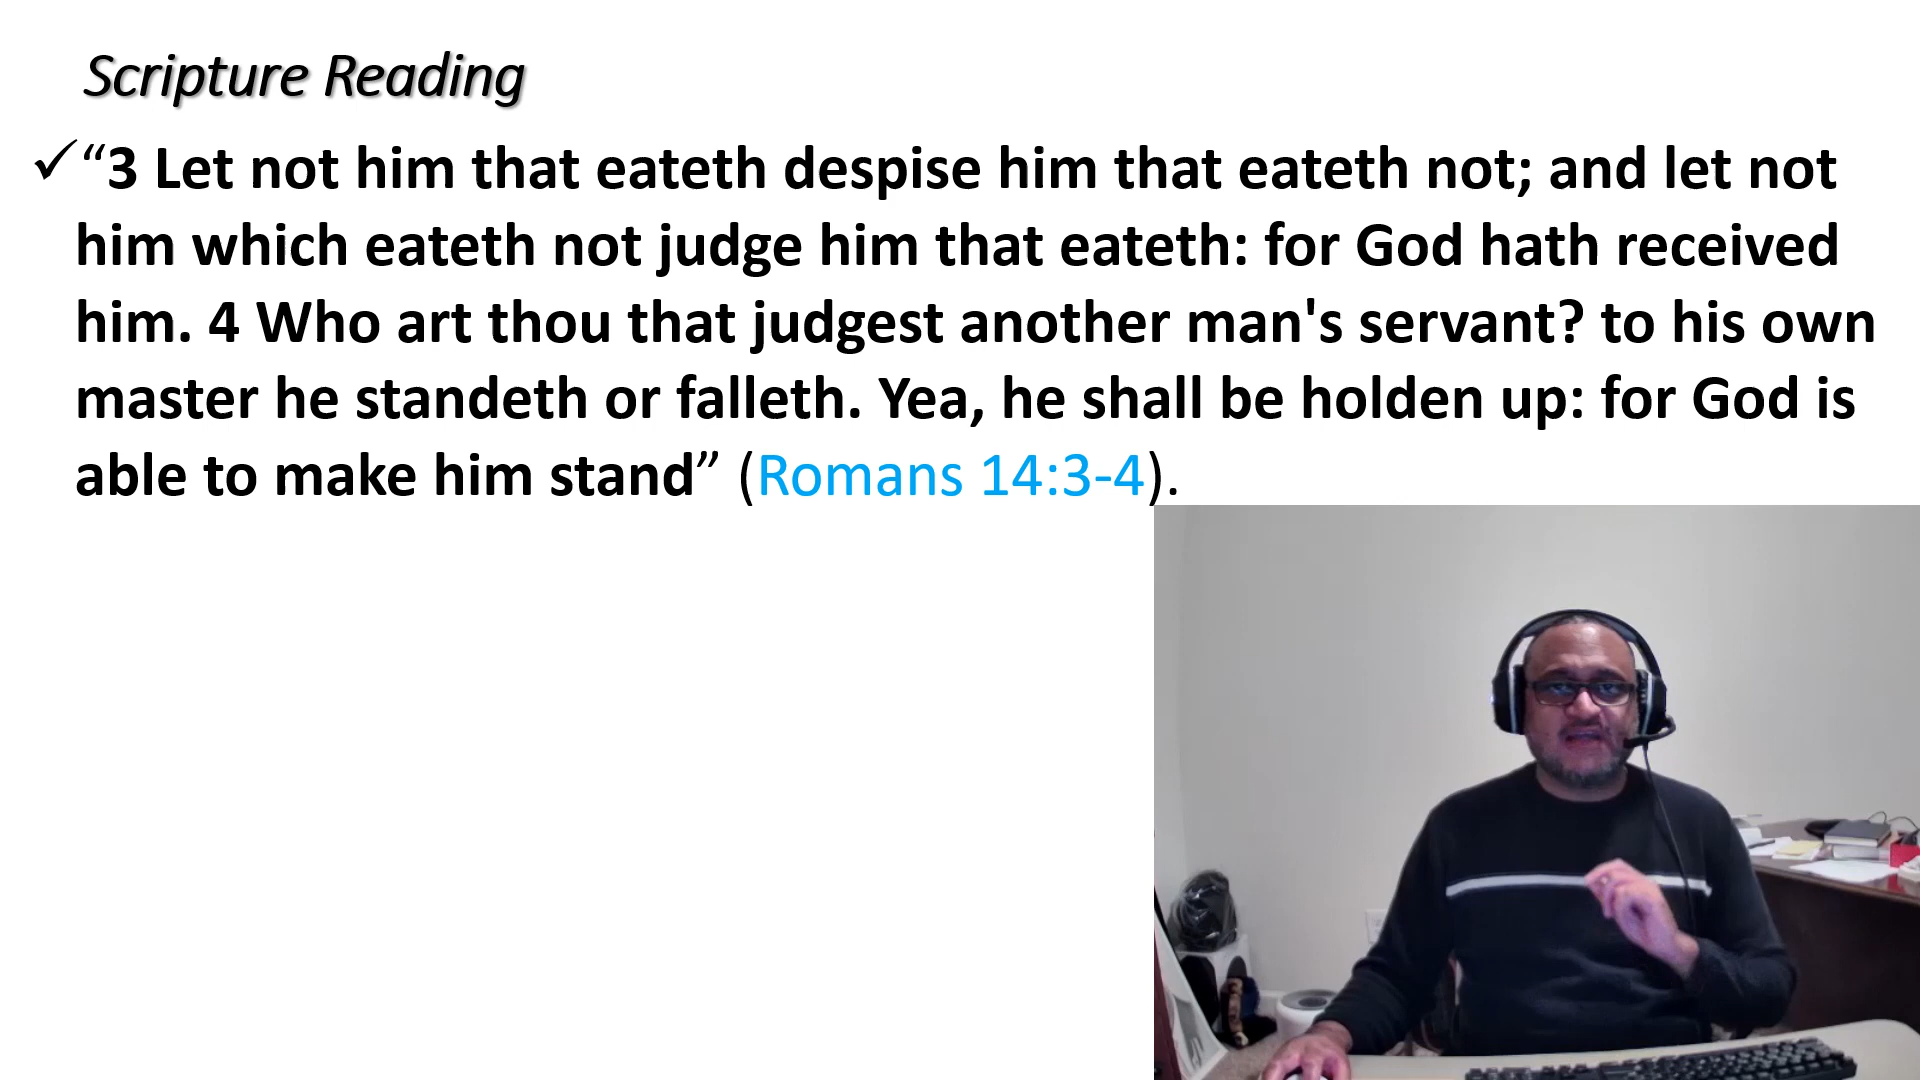 Scripture Reading
✓“3 Let not him that eateth despise him that eateth not; and let not
him which eateth not judge him that eateth: for God hath received
him. 4 Who art thou that judgest another man's servant? to his own
master he standeth or falleth. Yea, he shall be holden up: for God is
able to make him stand” (Romans 14:3-4).